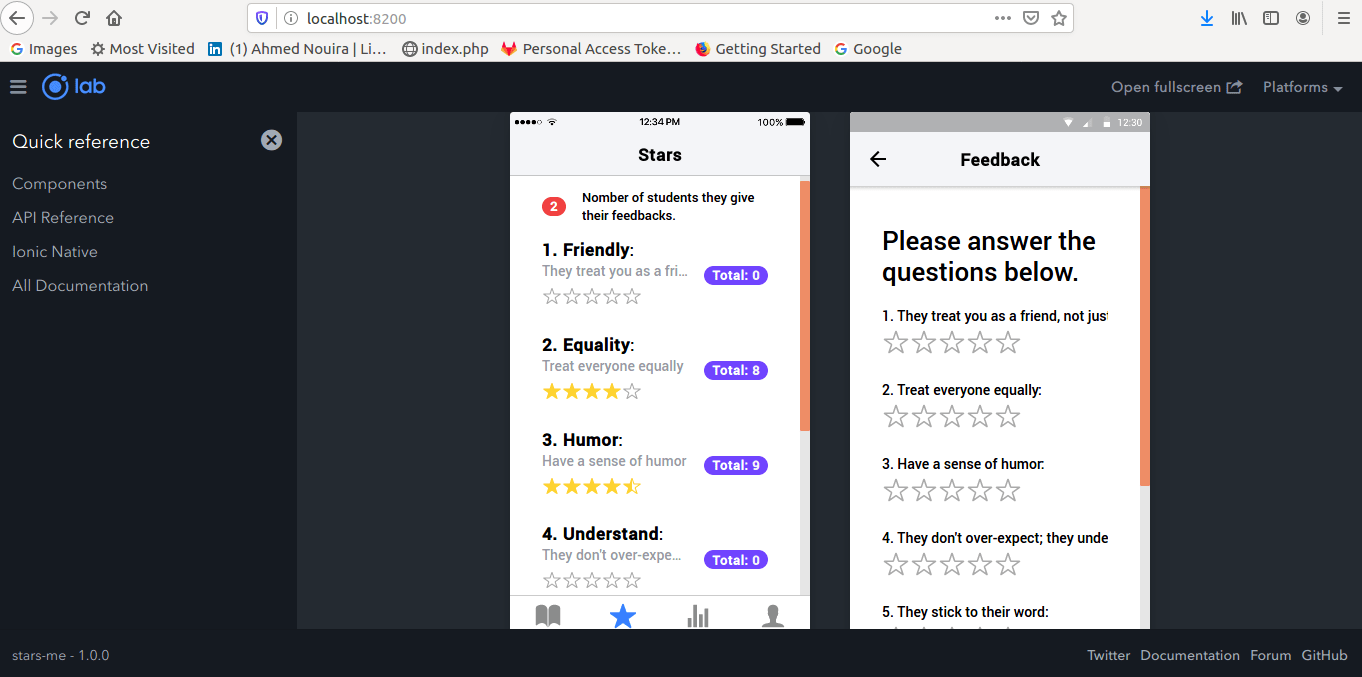 localhost:8200
Images
Most Visited
(1) Ahmed Nouira | Li…
index.php
Personal Access Toke…
Getting Started
Google
lab
Open fullscreen
Platforms
Quick reference
Components
API Reference
Ionic Native
All Documentation
12:34 PM
100%
Stars
2
Nomber of students they give
their feedbacks.
1. Friendly:
They treat you as a fri...
Total: 0
2. Equality:
Treat everyone equally
Total: 8
3. Humor:
Have a sense of humor
Total: 9
4. Understand:
They don't over-expe...
Total: 0
12:30
Feedback
Please answer the
questions below.
1. They treat you as a friend, not just
2. Treat everyone equally:
3. Have a sense of humor:
4. They don't over-expect; they unde
5. They stick to their word:
stars-me - 1.0.0
Twitter
Documentation
Forum
GitHub